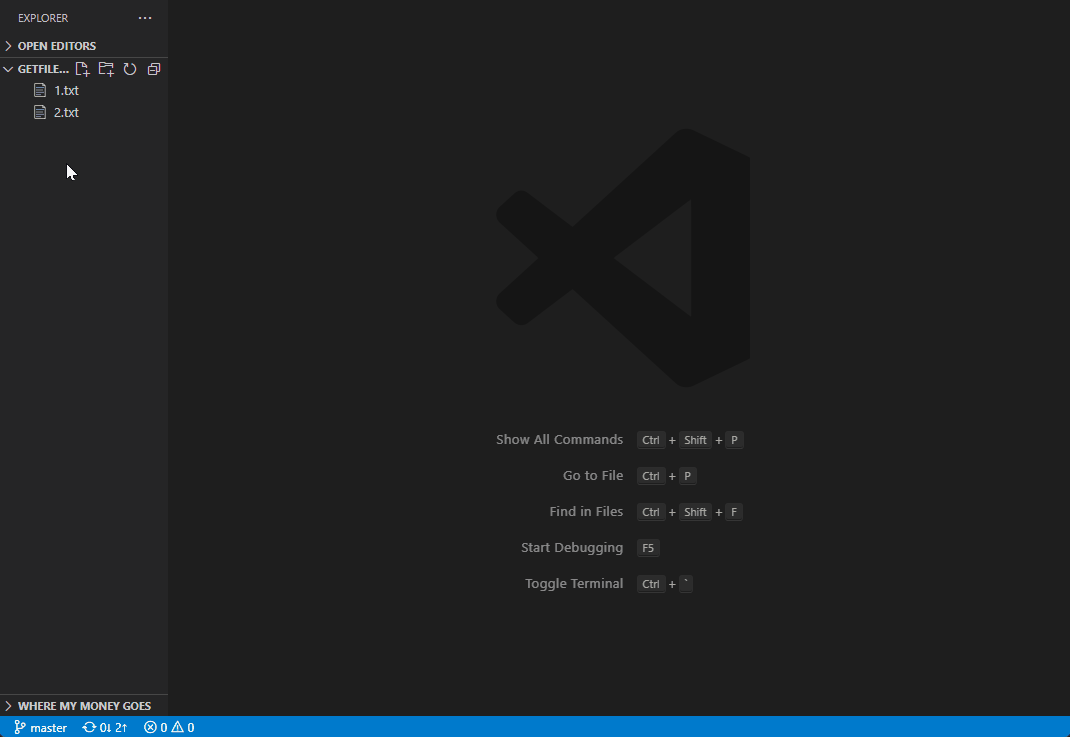 EXPLORER ···
OPEN EDITORS
GETFILE...
1.txt
2.txt
Show All Commands Ctrl + Shift + P
Go to File Ctrl + P
Find in Files Ctrl + Shift + F
Start Debugging F5
Toggle Terminal Ctrl + `
WHERE MY MONEY GOES
master 0↓ 2↑ 0 0